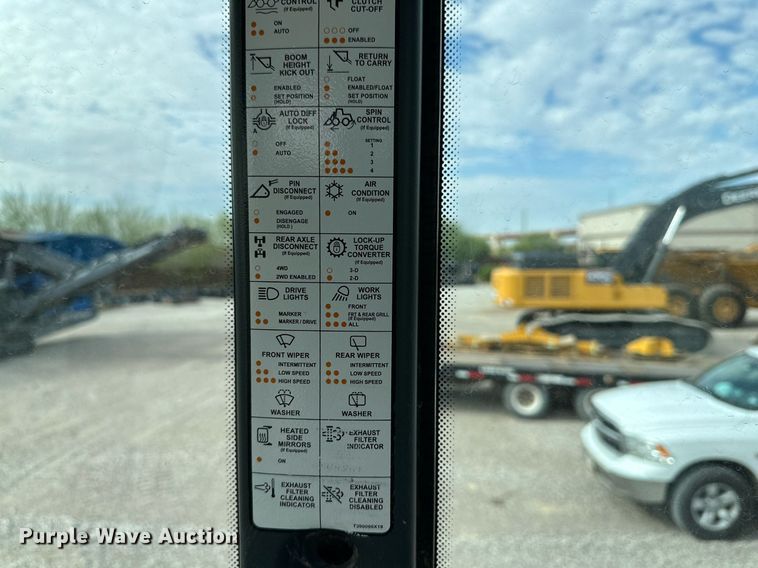 CONTROL
(If Equipped)
ON
AUTO
CLUTCH
CUT-OFF
OFF
ENABLED
BOOM
HEIGHT
KICK OUT
ENABLED
SET POSITION
(HOLD)
RETURN
TO CARRY
FLOAT
ENABLED/FLOAT
SET POSITION
(HOLD)
AUTO DIFF
LOCK
(If Equipped)
A
OFF
AUTO
SPIN
CONTROL
(If Equipped)
SETTING
1
2
3
4
PIN
DISCONNECT
(If Equipped)
ENGAGED
DISENGAGE
(HOLD)
AIR
CONDITION
(If Equipped)
ON
REAR AXLE
DISCONNECT
(If Equipped)
4WD
2WD ENABLED
LOCK-UP
TORQUE
CONVERTER
(If Equipped)
3-D
2-D
DRIVE
LIGHTS
MARKER
MARKER / DRIVE
WORK
LIGHTS
FRONT
FRT & REAR GRILL
(If Equipped)
ALL
FRONT WIPER
INTERMITTENT
LOW SPEED
HIGH SPEED
WASHER
REAR WIPER
INTERMITTENT
LOW SPEED
HIGH SPEED
WASHER
HEATED
SIDE
MIRRORS
(If Equipped)
ON
EXHAUST
FILTER
INDICATOR
EXHAUST
FILTER
CLEANING
INDICATOR
EXHAUST
FILTER
CLEANING
DISABLED
Purple Wave Auction